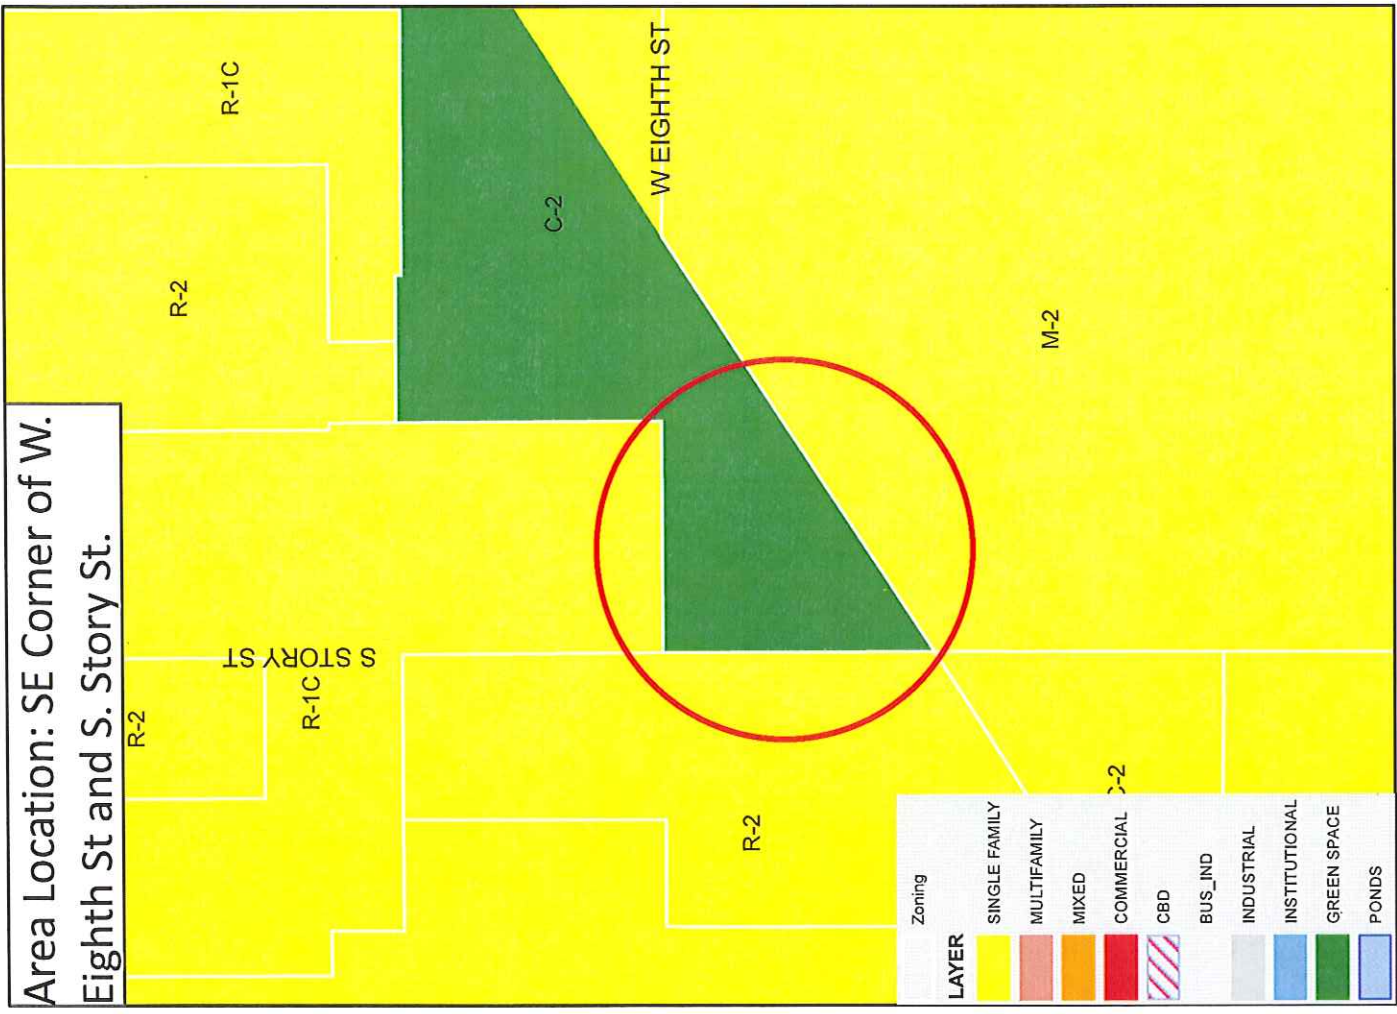 Area Location: SE Corner of W.
Eighth St and S. Story St.
R-1C
R-2
C-2
W EIGHTH ST
M-2
S STORY ST
R-2
R-1C
R-2
Zoning
LAYER
SINGLE FAMILY
MULTIFAMILY
MIXED
COMMERCIAL
CBD
BUS_IND
INDUSTRIAL
INSTITUTIONAL
GREEN SPACE
PONDS